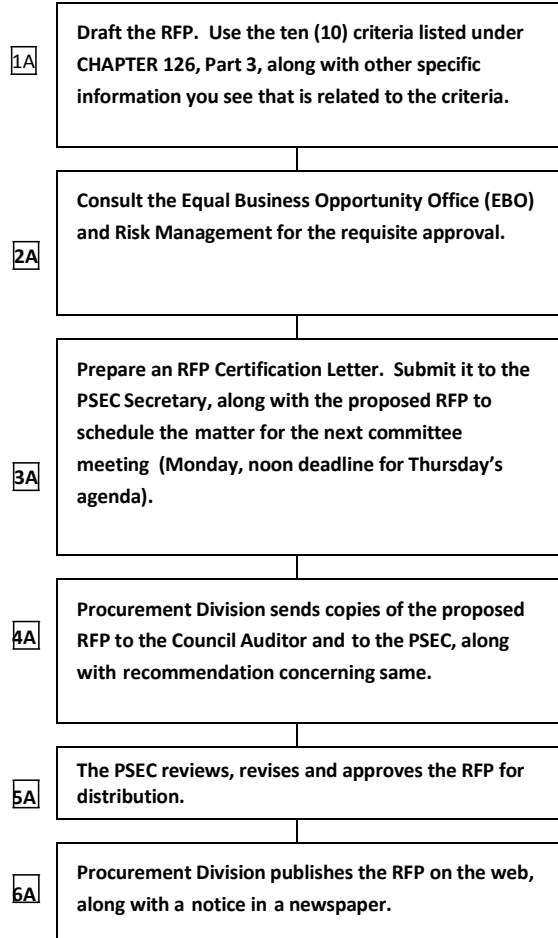 1A
Draft the RFP.  Use the ten (10) criteria listed under
CHAPTER 126, Part 3, along with other specific
information you see that is related to the criteria.
2A
Consult the Equal Business Opportunity Office (EBO)
and Risk Management for the requisite approval.
3A
Prepare an RFP Certification Letter.  Submit it to the
PSEC Secretary, along with the proposed RFP to
schedule the matter for the next committee
meeting  (Monday, noon deadline for Thursday’s
agenda).
4A
Procurement Division sends copies of the proposed
RFP to the Council Auditor and to the PSEC, along
with recommendation concerning same.
5A
The PSEC reviews, revises and approves the RFP for
distribution.
6A
Procurement Division publishes the RFP on the web,
along with a notice in a newspaper.